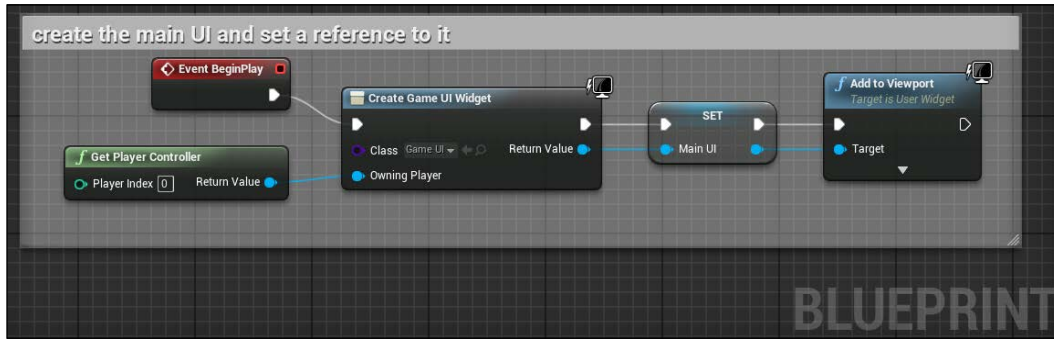 create the main UI and set a reference to it
Event BeginPlay
Create Game UI Widget
Class Game UI Return Value
Owning Player
Get Player Controller
Player Index 0 Return Value
SET
Main UI
Add to Viewport
Target is User Widget
Target
BLUEPRINT